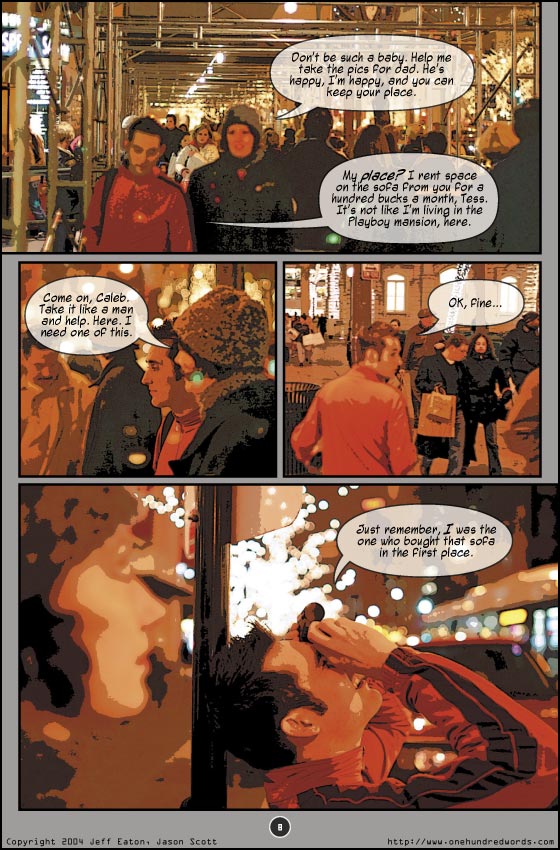 Don't be such a baby. Help me
take the pics for dad. He's
happy, I'm happy, and you can
keep your place.
My place? I rent space
on the sofa from you for a
hundred bucks a month, Tess.
It's not like I'm living in the
Playboy mansion, here.
Come on, Caleb.
Take it like a man
and help. Here. I
need one of this.
OK, fine...
Just remember, I was the
one who bought that sofa
in the first place.
8
Copyright 2004 Jeff Eaton, Jason Scott
http://www.onehundredwords.com